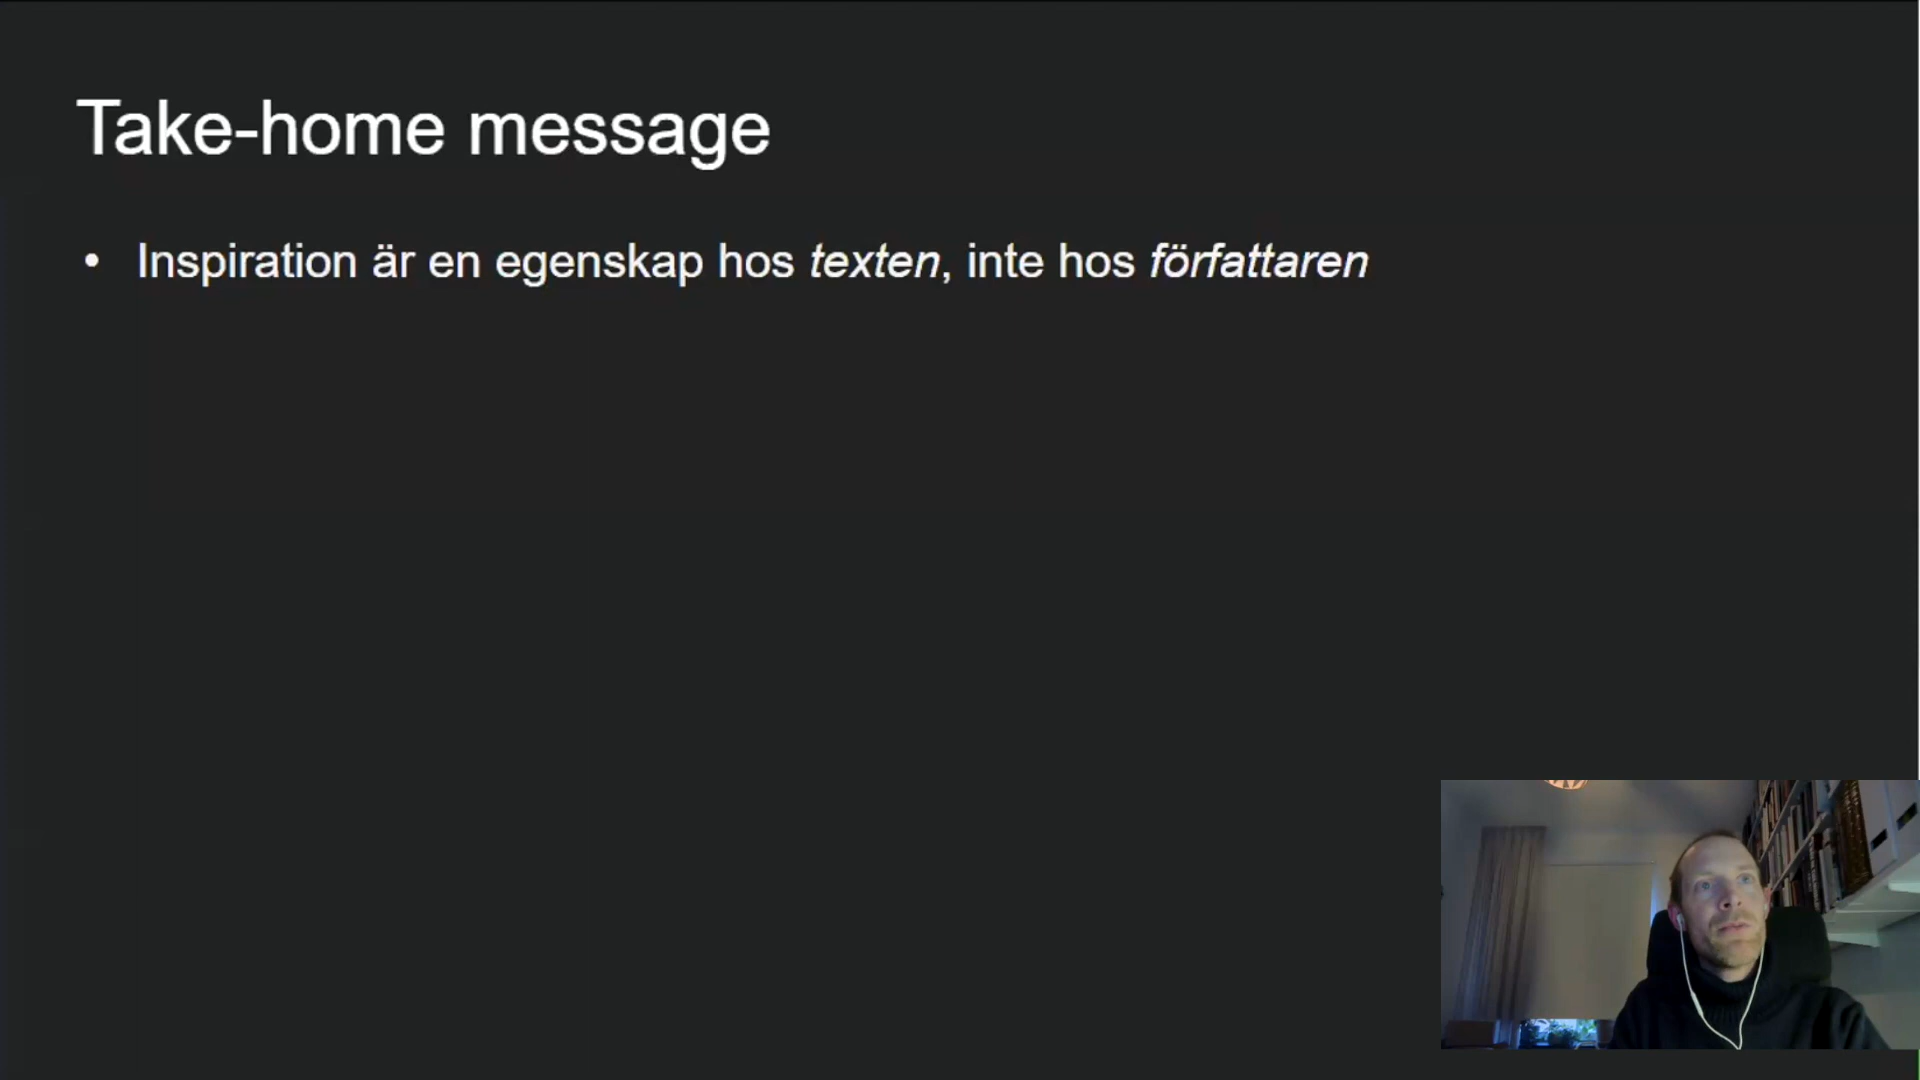 Take-home message
• Inspiration är en egenskap hos texten, inte hos författaren